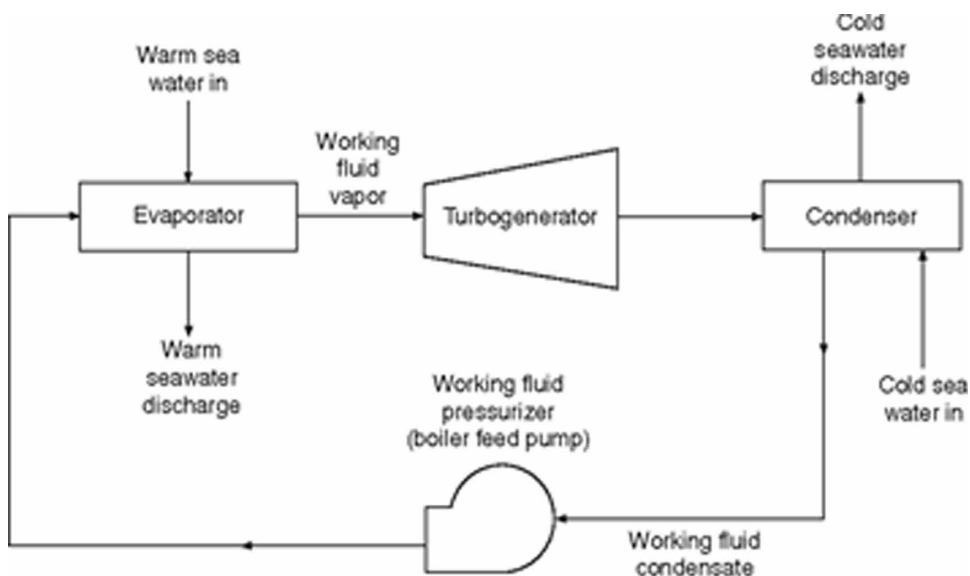 Warm sea
water in
Evaporator
Warm
seawater
discharge
Working
fluid
vapor
Turbogenerator
Cold
seawater
discharge
Condenser
Cold sea
water in
Working fluid
pressurizer
(boiler feed pump)
Working fluid
condensate